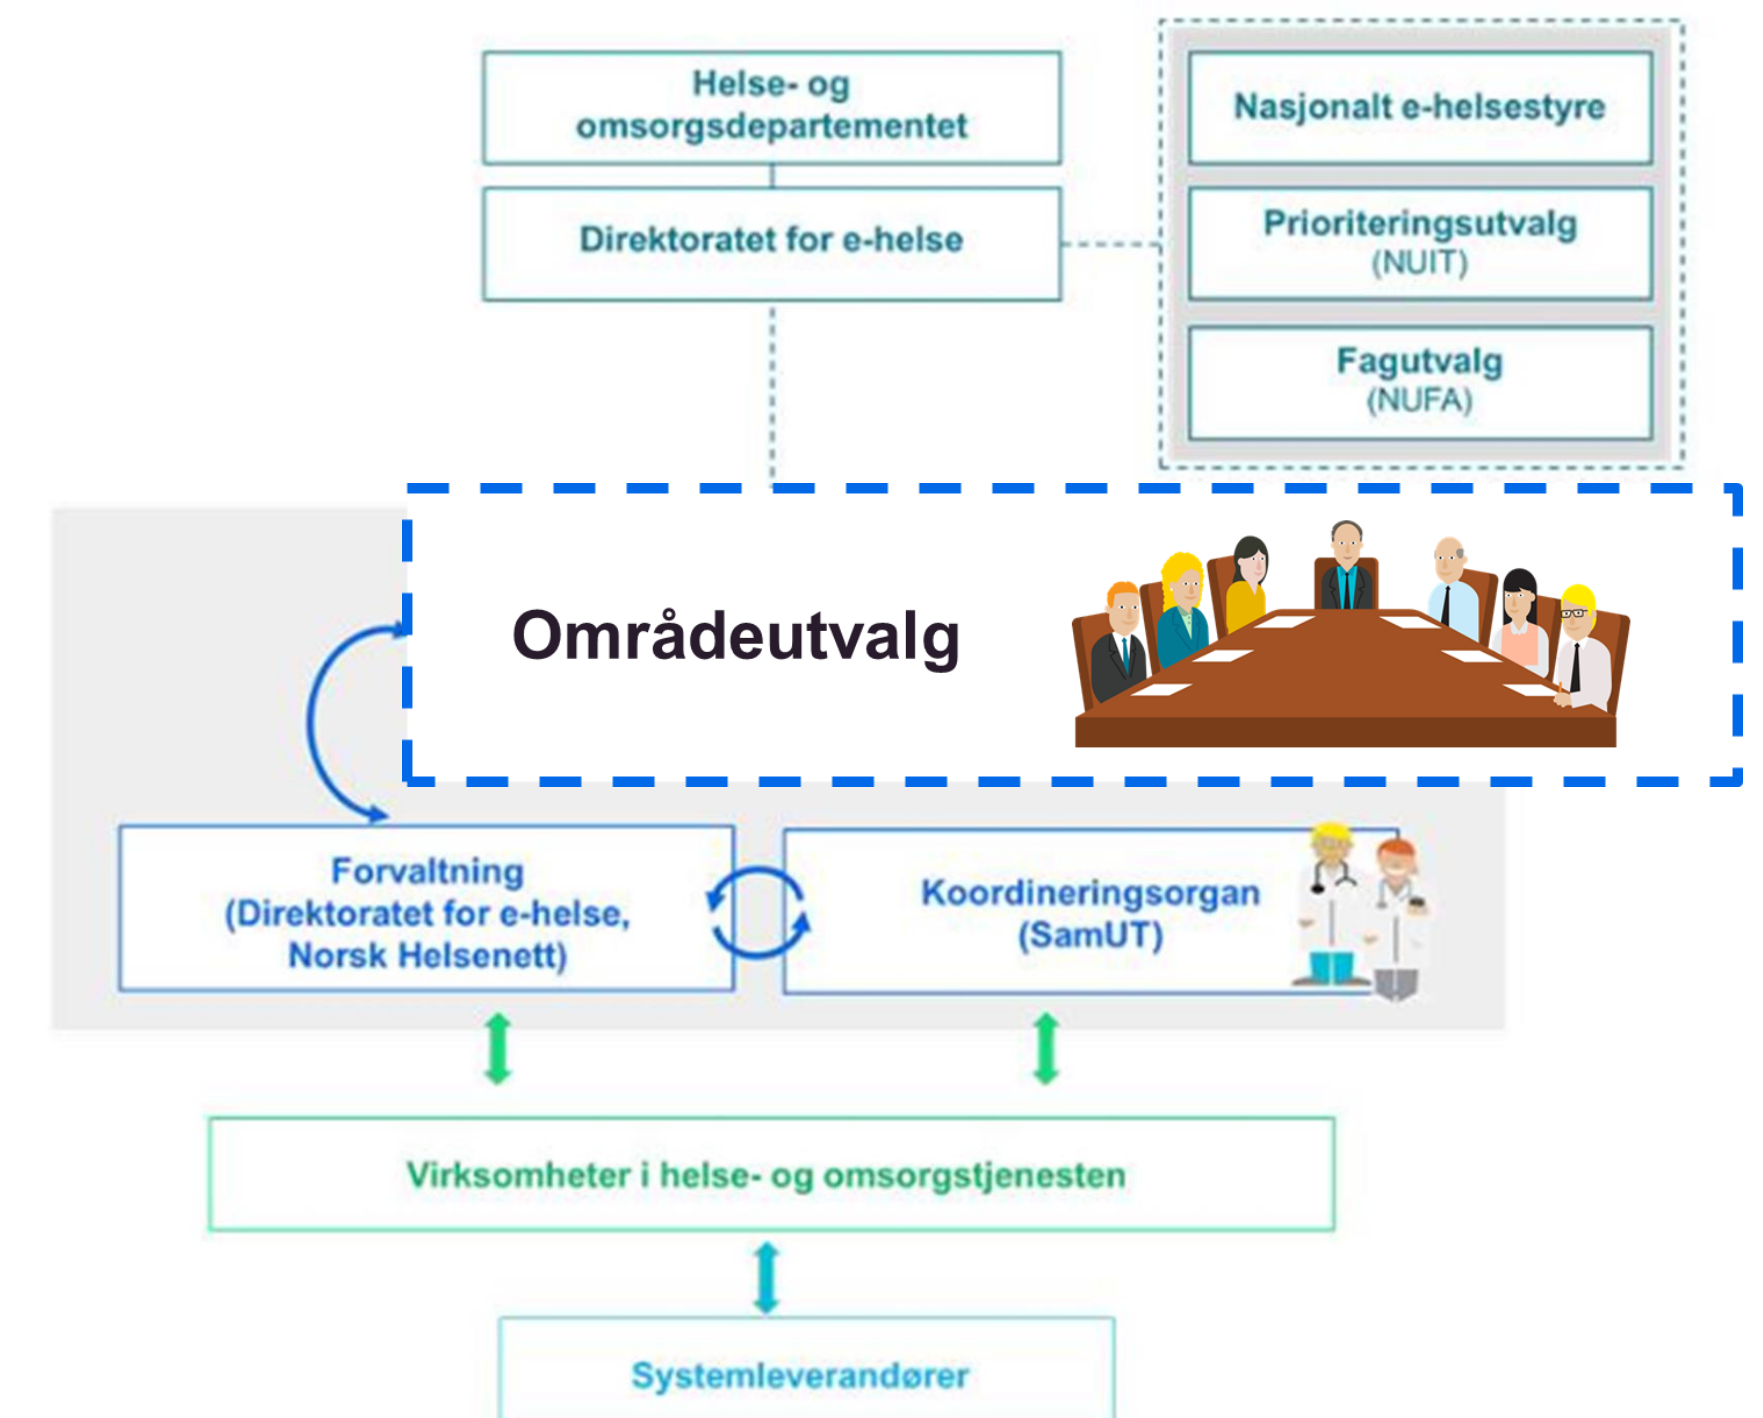 Helse- og
omsorgsdepartementet
Direktoratet for e-helse
Nasjonalt e-helsestyre
Prioriteringsutvalg
(NUIT)
Fagutvalg
(NUFA)
Områdeutvalg
Forvaltning
(Direktoratet for e-helse,
Norsk Helsenett)
Koordineringsorgan
(SamUT)
Virksomheter i helse- og omsorgstjenesten
Systemleverandører